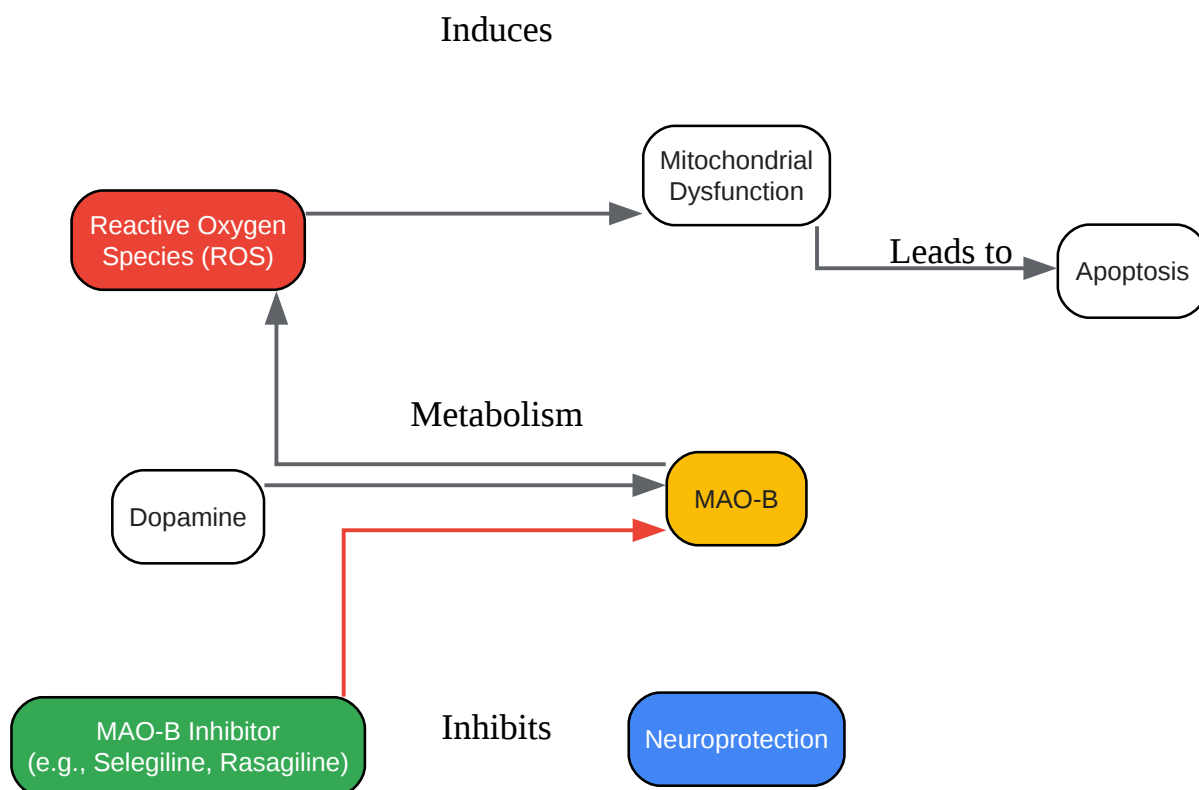 Induces
Mitochondrial
Dysfunction
Reactive Oxygen
Species (ROS)
Leads to
Apoptosis
Metabolism
MAO-B
Dopamine
MAO-B Inhibitor
(e.g., Selegiline, Rasagiline)
Inhibits
Neuroprotection